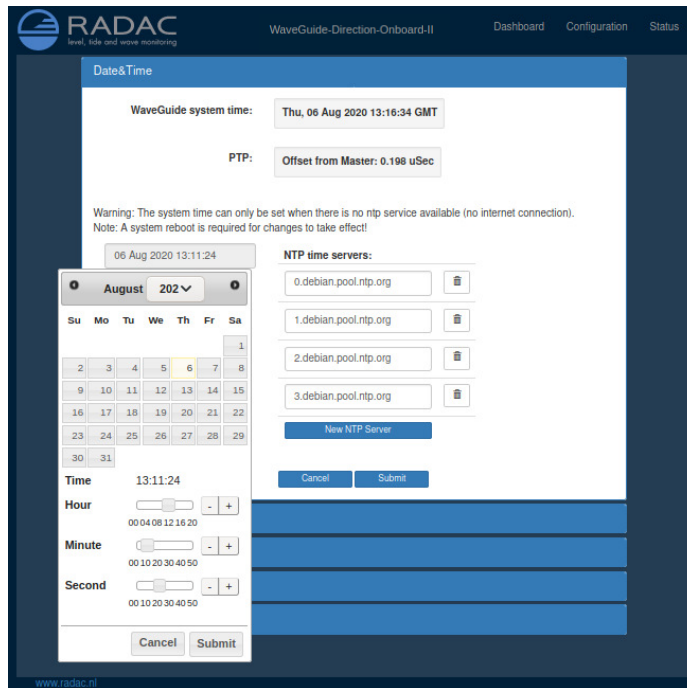 RADAC
level, tide and wave monitoring
WaveGuide-Direction-Onboard-II
Dashboard Configuration Status
Date&Time
WaveGuide system time: Thu, 06 Aug 2020 13:16:34 GMT
PTP: Offset from Master: 0.198 uSec
Warning: The system time can only be set when there is no ntp service available (no internet connection).
Note: A system reboot is required for changes to take effect!
06 Aug 2020 13:11:24
NTP time servers:
0.debian.pool.ntp.org
1.debian.pool.ntp.org
2.debian.pool.ntp.org
3.debian.pool.ntp.org
New NTP Server
Cancel Submit
August 202
Su Mo Tu We Th Fr Sa
1
2 3 4 5 6 7 8
9 10 11 12 13 14 15
16 17 18 19 20 21 22
23 24 25 26 27 28 29
30 31
Time 13:11:24
Hour - +
00 04 08 12 16 20
Minute - +
00 10 20 30 40 50
Second - +
00 10 20 30 40 50
Cancel Submit
www.radac.nl